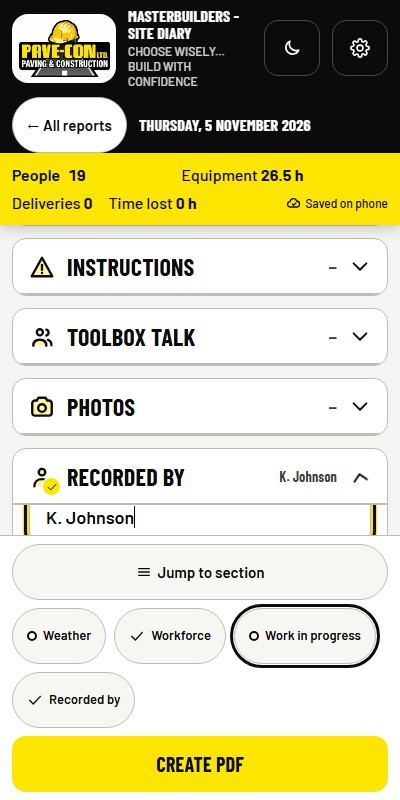 PAVE-CON LTD.
PAVING & CONSTRUCTION
MASTERBUILDERS -
SITE DIARY
CHOOSE WISELY...
BUILD WITH
CONFIDENCE
← All reports
THURSDAY, 5 NOVEMBER 2026
People 19
Equipment 26.5 h
Deliveries 0
Time lost 0 h
Saved on phone
INSTRUCTIONS
–
TOOLBOX TALK
–
PHOTOS
–
RECORDED BY
K. Johnson
K. Johnson
Jump to section
Weather
Workforce
Work in progress
Recorded by
CREATE PDF